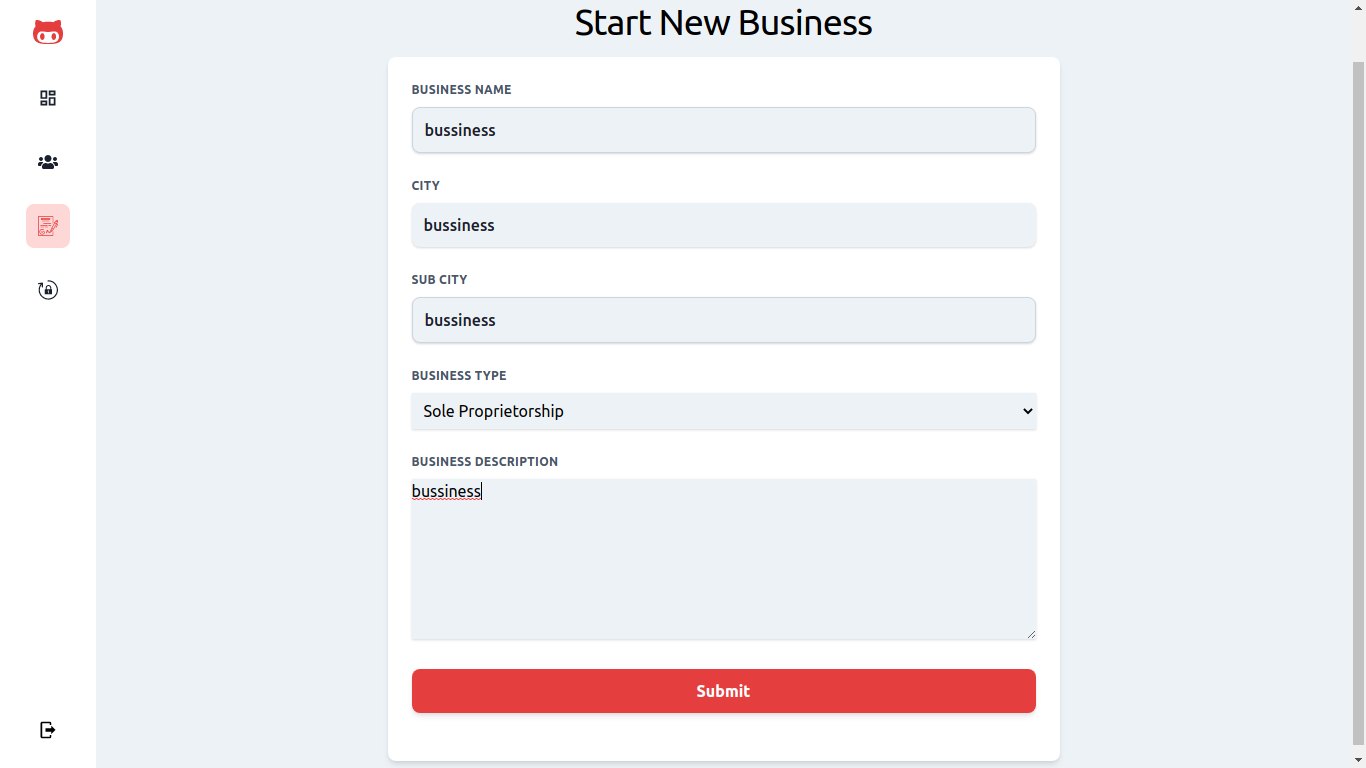 Start New Business
BUSINESS NAME
bussiness
CITY
bussiness
SUB CITY
bussiness
BUSINESS TYPE
Sole Proprietorship
BUSINESS DESCRIPTION
bussiness
Submit